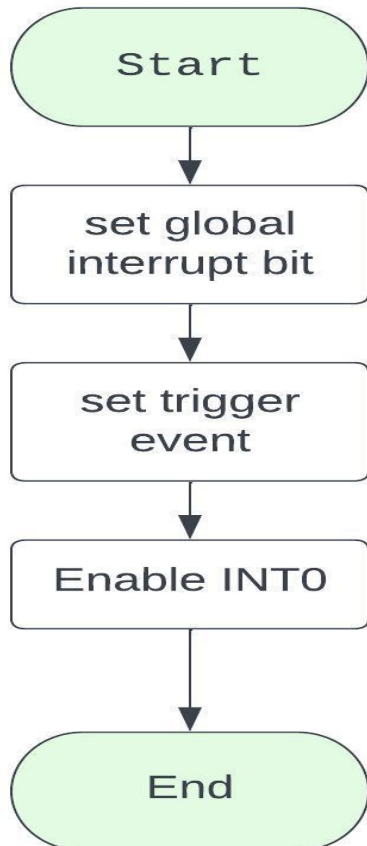 Start
set global
interrupt bit
set trigger
event
Enable INT0
End